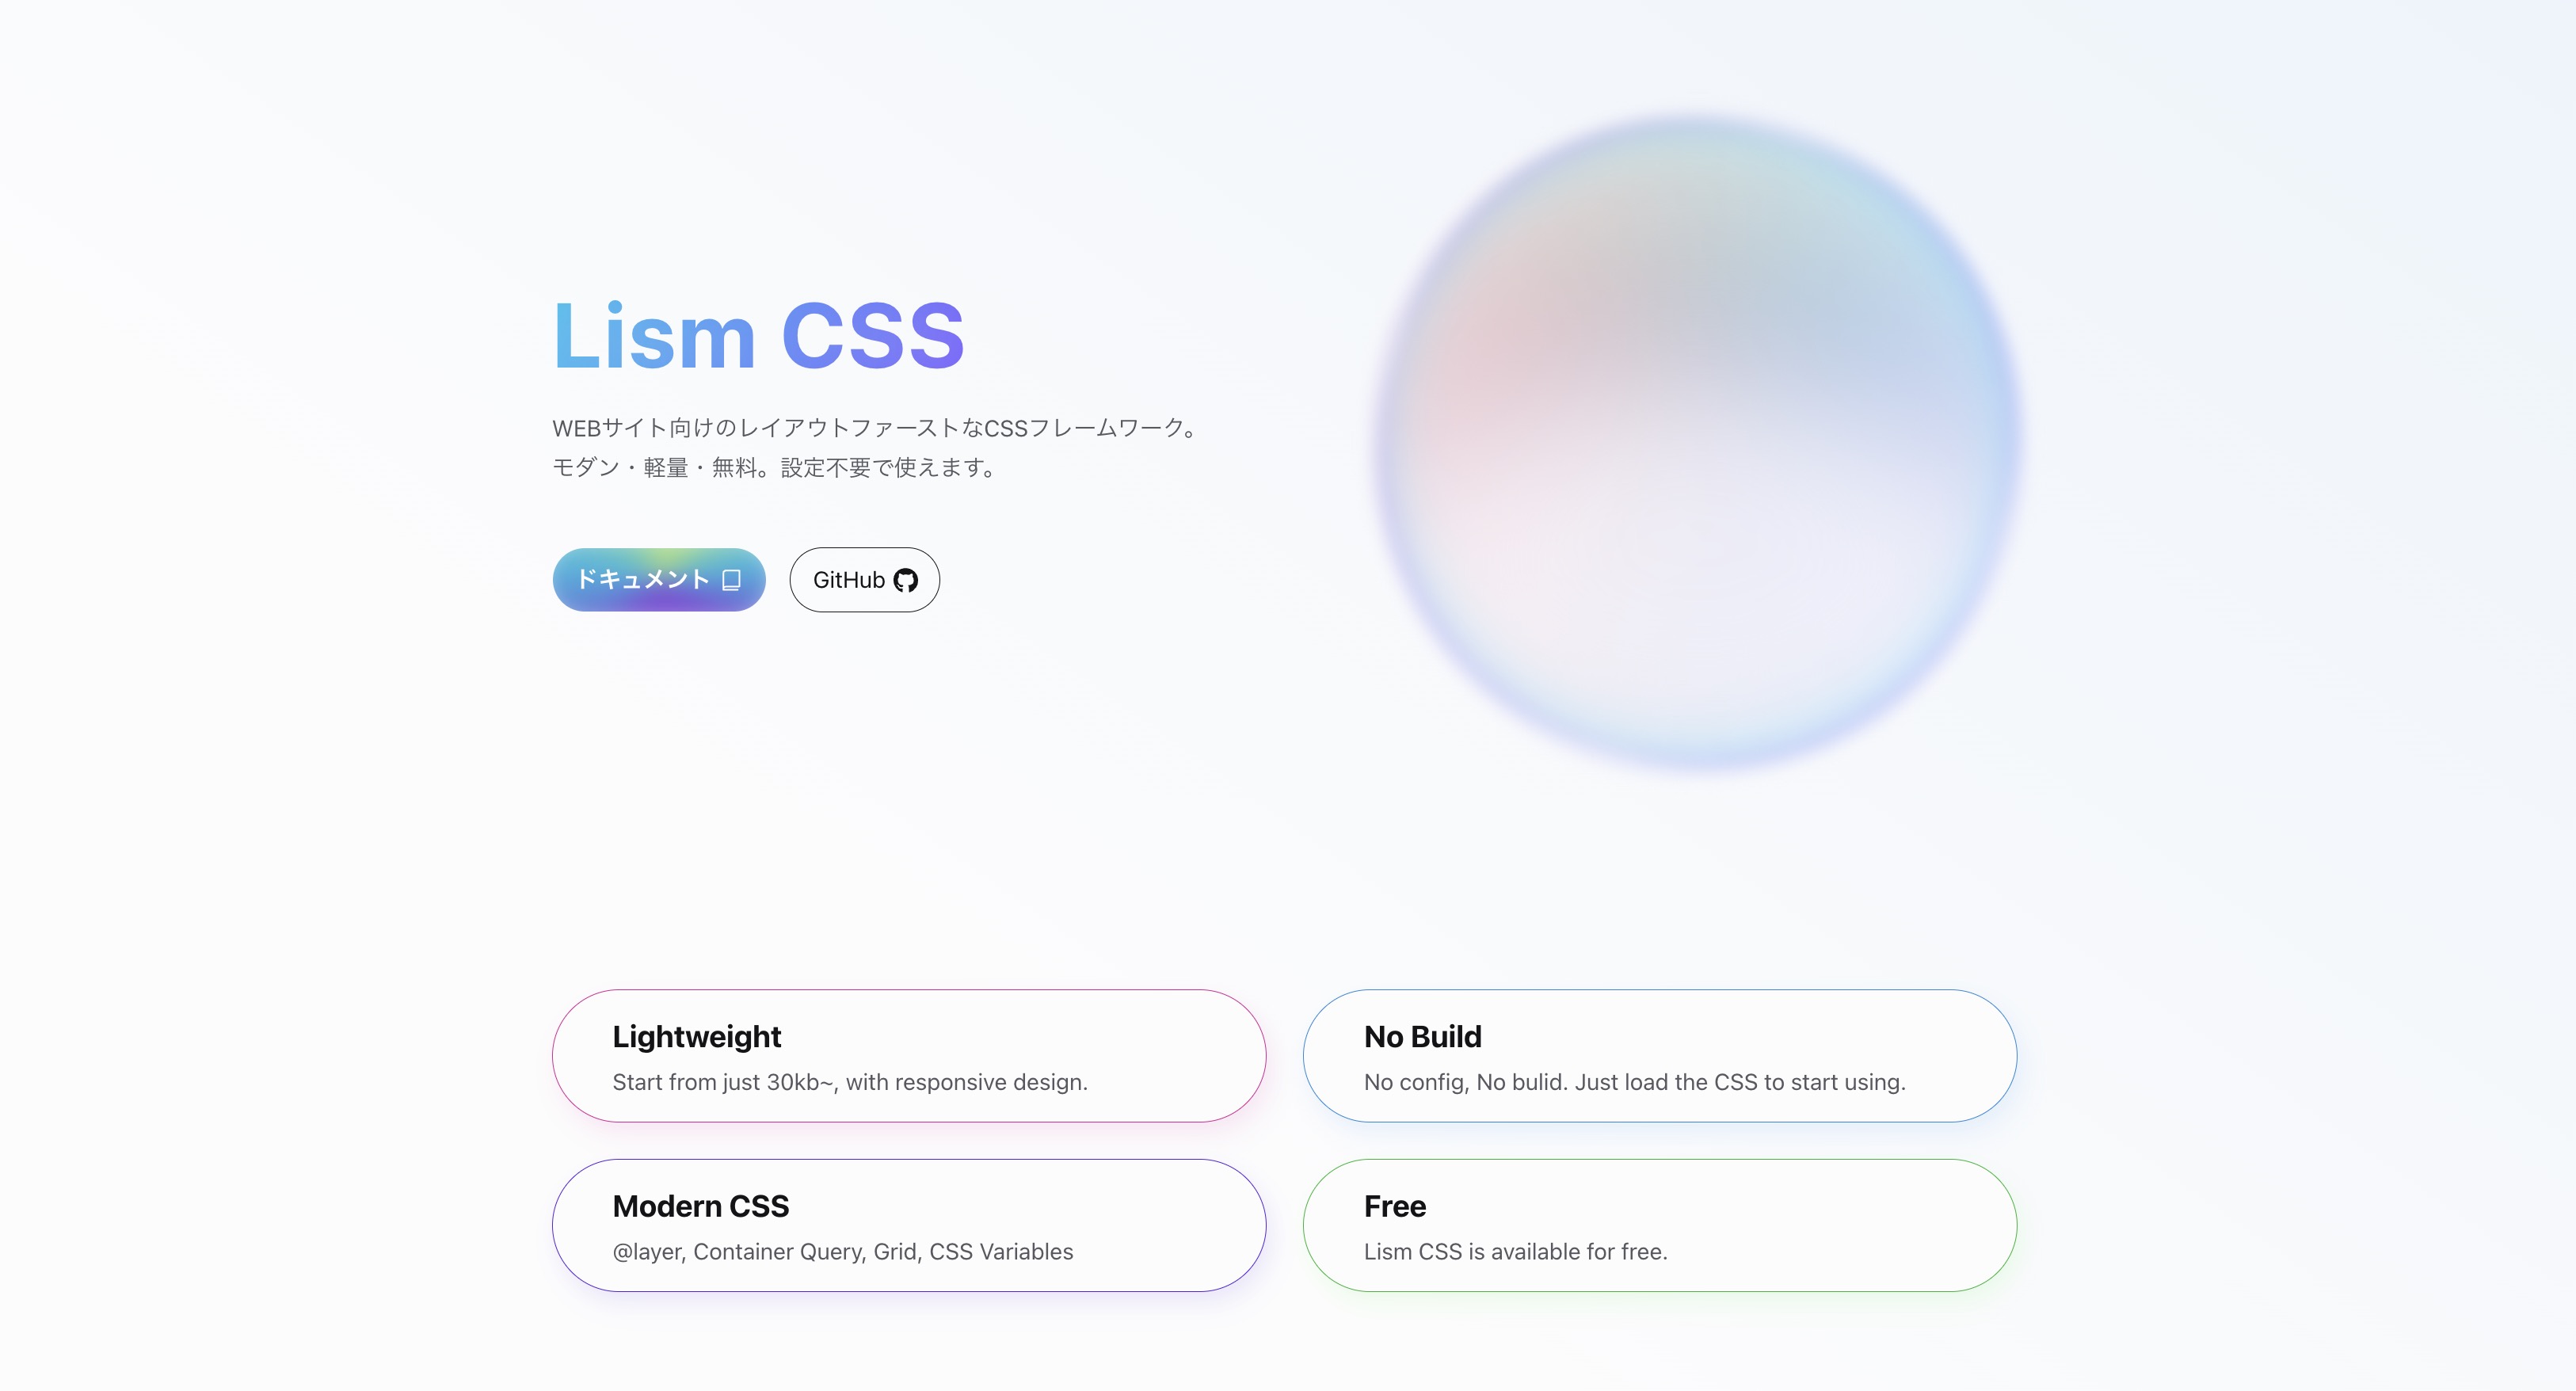 Lism CSS
WEBサイト向けのレイアウトファーストなCSSフレームワーク。
モダン・軽量・無料。設定不要で使えます。
ドキュメント
GitHub
Lightweight
Start from just 30kb~, with responsive design.
No Build
No config, No bulid. Just load the CSS to start using.
Modern CSS
@layer, Container Query, Grid, CSS Variables
Free
Lism CSS is available for free.